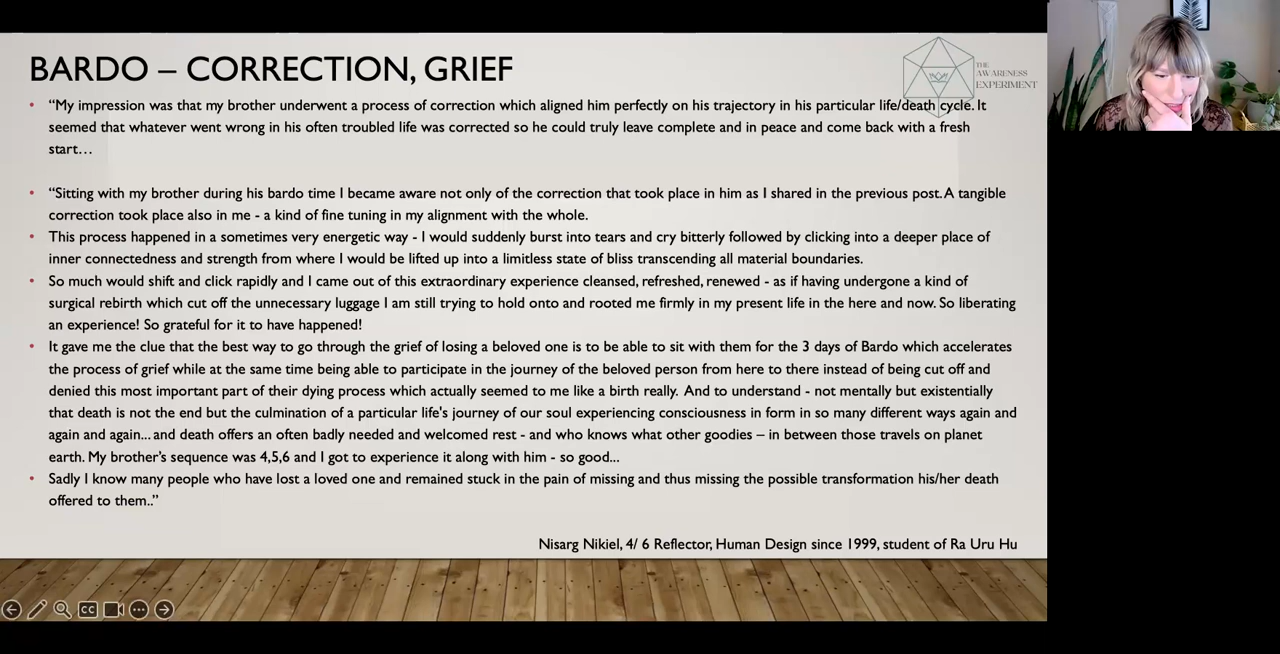 BARDO – CORRECTION, GRIEF
THE
AWARENESS
EXPERIMENT
• “My impression was that my brother underwent a process of correction which aligned him perfectly on his trajectory in his particular life/death cycle. It
seemed that whatever went wrong in his often troubled life was corrected so he could truly leave complete and in peace and come back with a fresh
start…
• “Sitting with my brother during his bardo time I became aware not only of the correction that took place in him as I shared in the previous post. A tangible
correction took place also in me - a kind of fine tuning in my alignment with the whole.
• This process happened in a sometimes very energetic way - I would suddenly burst into tears and cry bitterly followed by clicking into a deeper place of
inner connectedness and strength from where I would be lifted up into a limitless state of bliss transcending all material boundaries.
• So much would shift and click rapidly and I came out of this extraordinary experience cleansed, refreshed, renewed - as if having undergone a kind of
surgical rebirth which cut off the unnecessary luggage I am still trying to hold onto and rooted me firmly in my present life in the here and now. So liberating
an experience! So grateful for it to have happened!
• It gave me the clue that the best way to go through the grief of losing a beloved one is to be able to sit with them for the 3 days of Bardo which accelerates
the process of grief while at the same time being able to participate in the journey of the beloved person from here to there instead of being cut off and
denied this most important part of their dying process which actually seemed to me like a birth really. And to understand - not mentally but existentially
that death is not the end but the culmination of a particular life's journey of our soul experiencing consciousness in form in so many different ways again and
again and again... and death offers an often badly needed and welcomed rest - and who knows what other goodies – in between those travels on planet
earth. My brother’s sequence was 4,5,6 and I got to experience it along with him - so good...
• Sadly I know many people who have lost a loved one and remained stuck in the pain of missing and thus missing the possible transformation his/her death
offered to them..”
Nisarg Nikiel, 4/ 6 Reflector, Human Design since 1999, student of Ra Uru Hu
CC